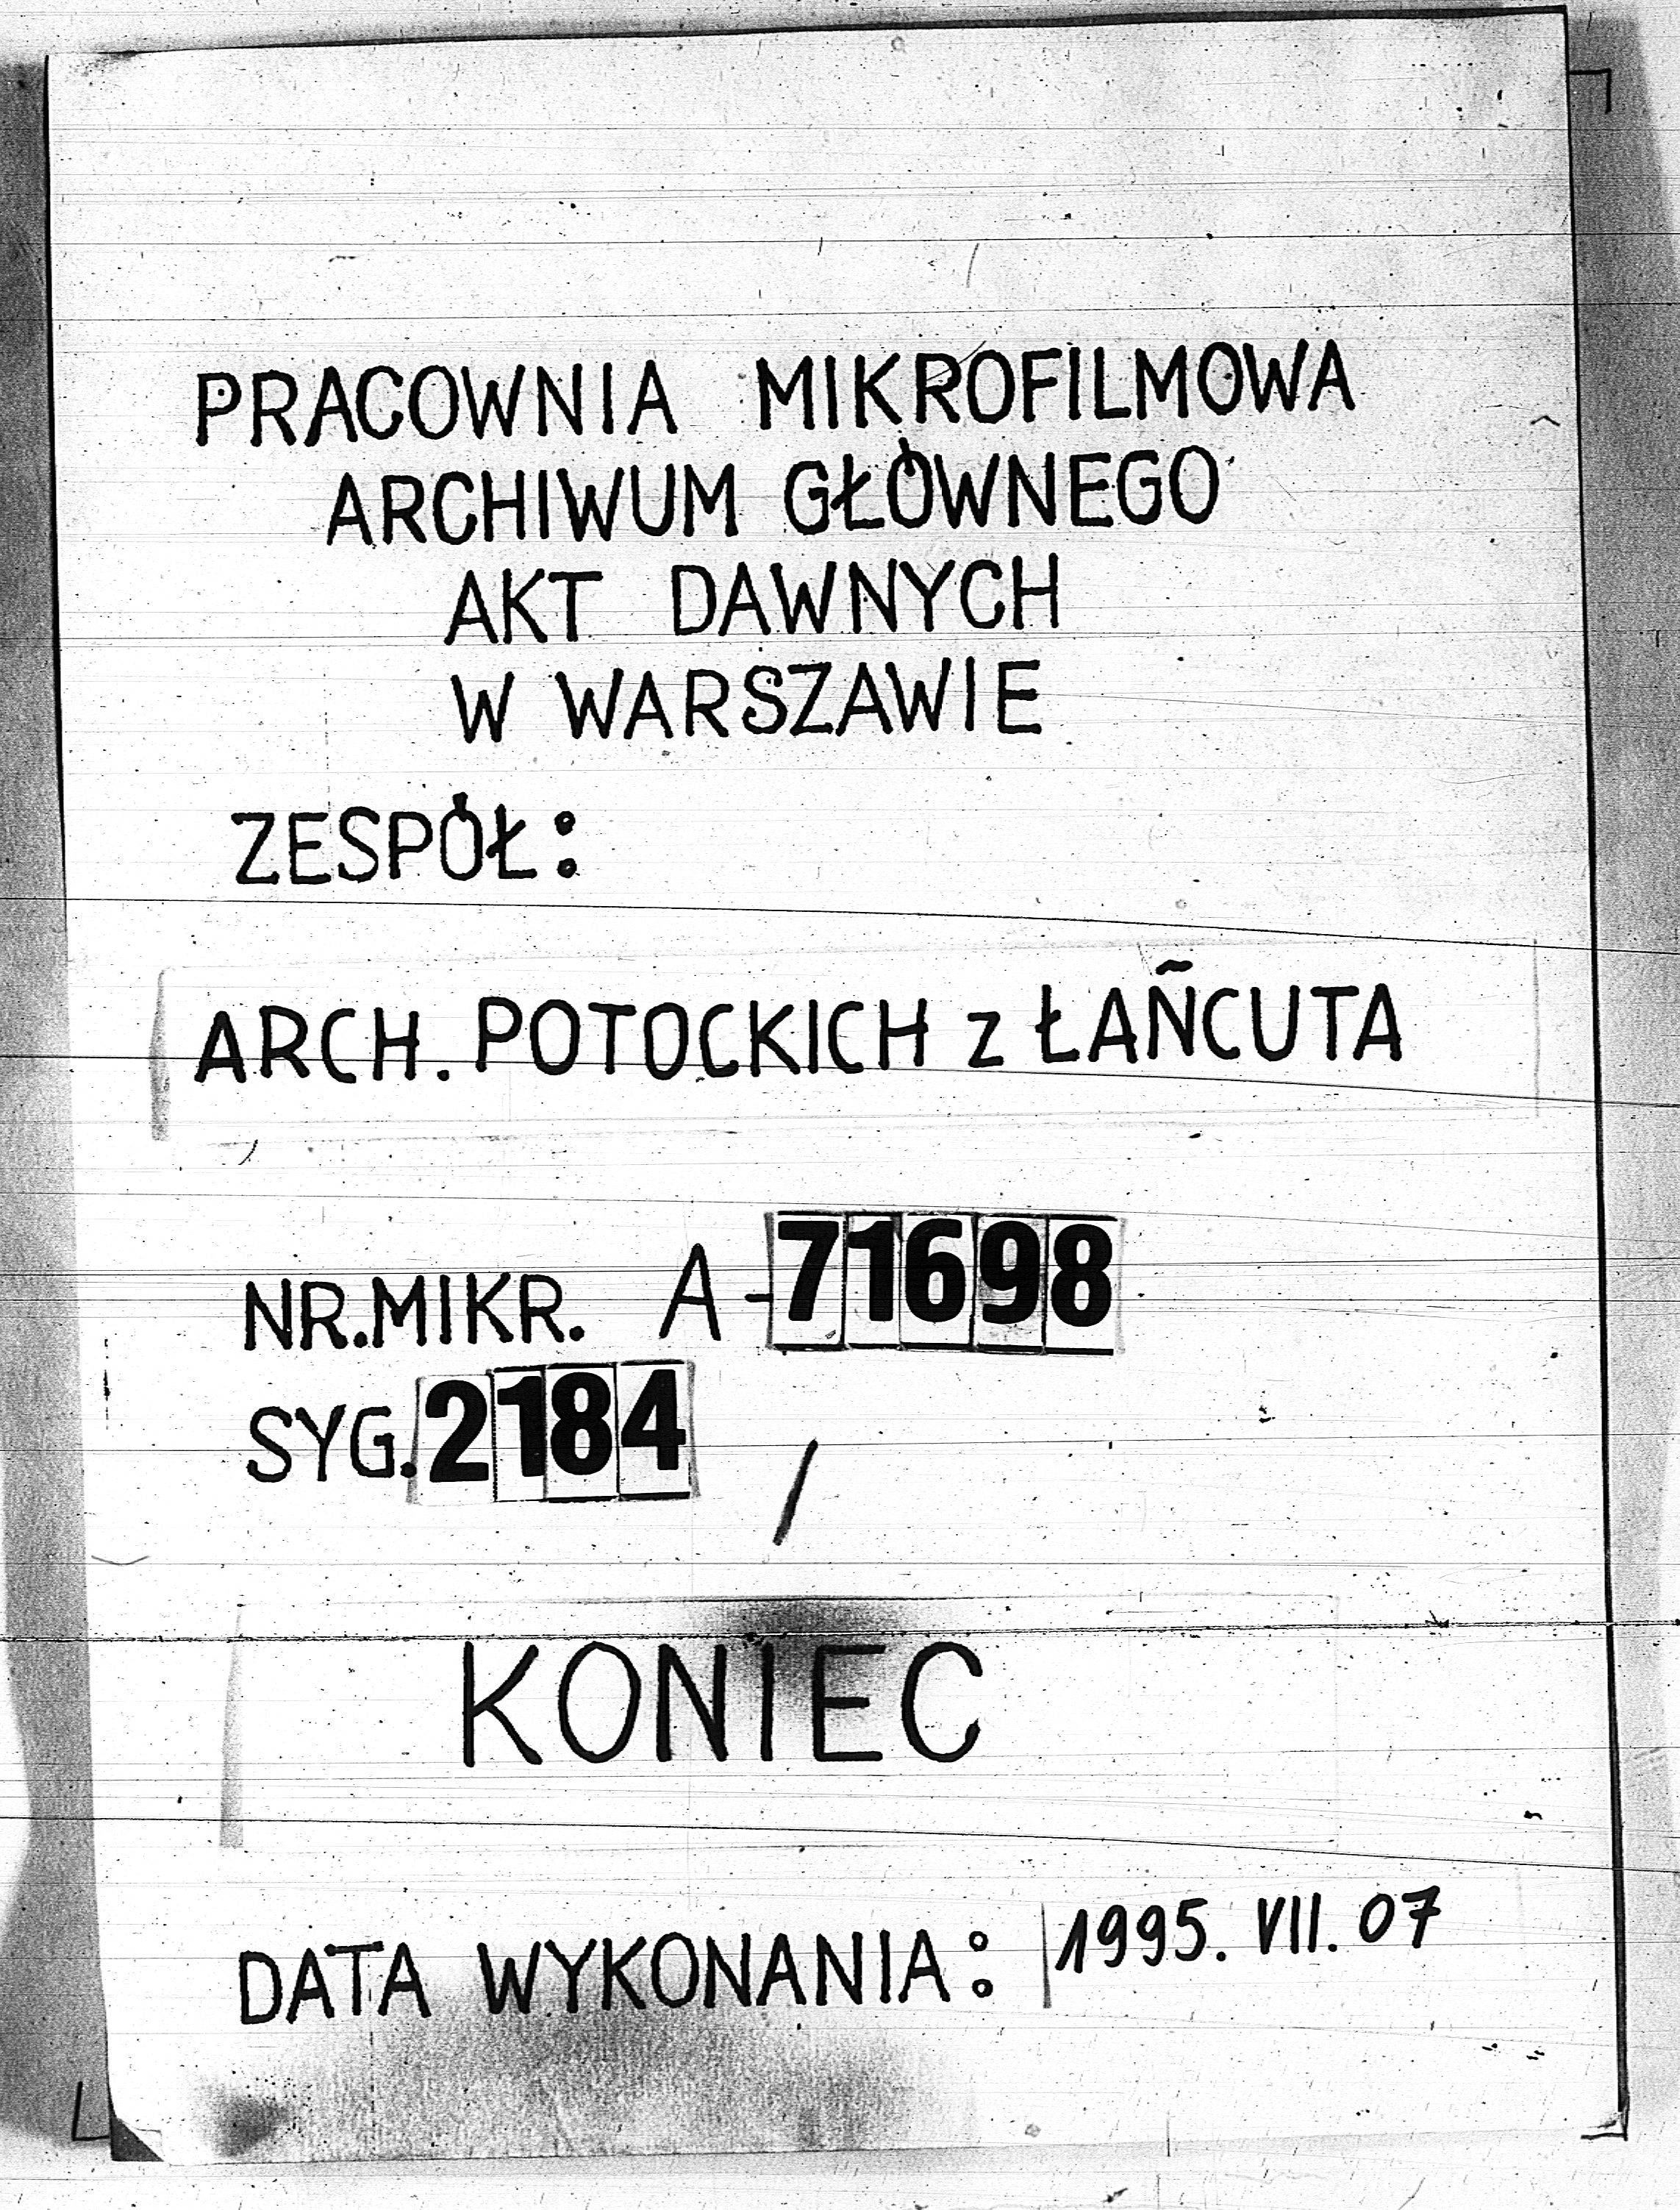 PRACOWNIA MIKROFILMOWA
ARCHIWUM GŁÓWNEGO
AKT DAWNYCH
W WARSZAWIE
ZESPÓŁ:
ARCH. POTOCKICH z ŁAŃCUTA
NR.MIKR. A-71698
SYG.2184 /
KONIEC
DATA WYKONANIA: 1995. VII. 07